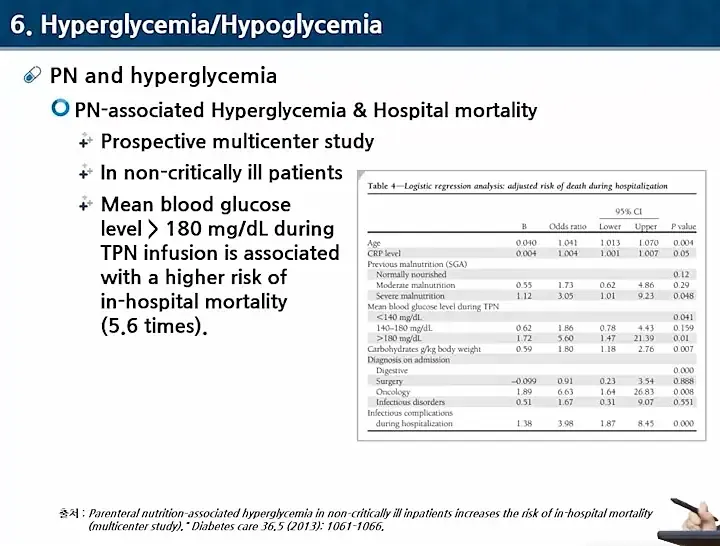 6. Hyperglycemia/Hypoglycemia
PN and hyperglycemia
PN-associated Hyperglycemia & Hospital mortality
Prospective multicenter study
In non-critically ill patients
Mean blood glucose
level > 180 mg/dL during
TPN infusion is associated
with a higher risk of
in-hospital mortality
(5.6 times).
Table 4—Logistic regression analysis: adjusted risk of death during hospitalization
95% CI
B Odds ratio Lower Upper P value
Age 0.040 1.041 1.013 1.070 0.004
CRP level 0.004 1.004 1.001 1.007 0.05
Previous malnutrition (SGA)
Normally nourished 0.12
Moderate malnutrition 0.55 1.73 0.62 4.86 0.29
Severe malnutrition 1.12 3.05 1.01 9.23 0.048
Mean blood glucose level during TPN
<140 mg/dL 0.041
140–180 mg/dL 0.62 1.86 0.78 4.43 0.159
>180 mg/dL 1.72 5.60 1.47 21.39 0.01
Carbohydrates g/kg body weight 0.59 1.80 1.18 2.76 0.007
Diagnosis on admission
Digestive 0.000
Surgery −0.099 0.91 0.23 3.54 0.888
Oncology 1.89 6.63 1.64 26.83 0.008
Infectious disorders 0.51 1.67 0.31 9.07 0.551
Infectious complications
during hospitalization 1.38 3.98 1.87 8.45 0.000
출처 : Parenteral nutrition-associated hyperglycemia in non-critically ill inpatients increases the risk of in-hospital mortality
(multicenter study)." Diabetes care 36.5 (2013): 1061-1066.